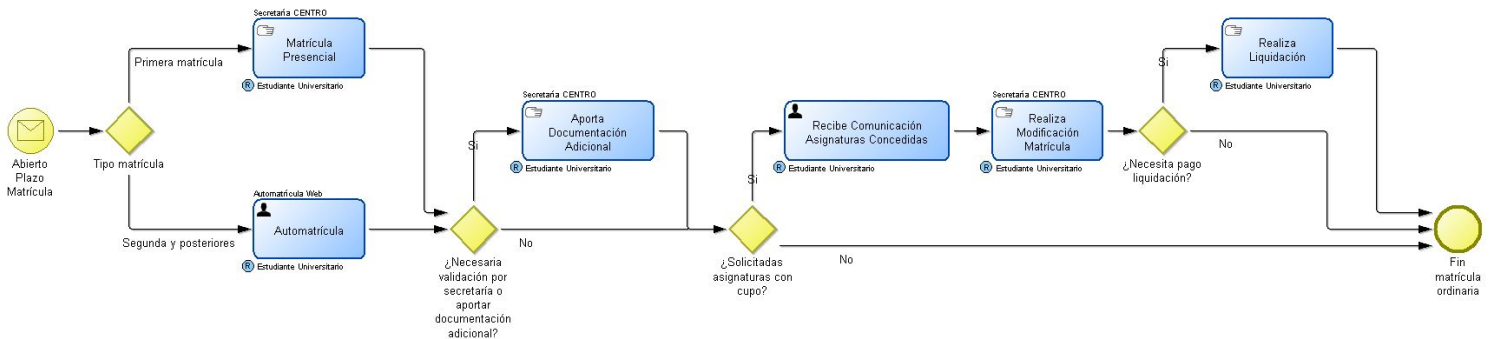 Abierto
Plazo
Matrícula
Tipo matrícula
Primera matrícula
Segunda y posteriores
Secretaría CENTRO
Matrícula
Presencial
R Estudiante Universitario
Automatrícula Web
Automatrícula
R Estudiante Universitario
¿Necesaria
validación por
secretaría o
aportar
documentación
adicional?
Si
No
Secretaría CENTRO
Aporta
Documentación
Adicional
R Estudiante Universitario
¿Solicitadas
asignaturas con
cupo?
Si
No
Recibe Comunicación
Asignaturas Concedidas
R Estudiante Universitario
Secretaría CENTRO
Realiza
Modificación
Matrícula
R Estudiante Universitario
¿Necesita pago
liquidación?
Si
No
Secretaría CENTRO
Realiza
Liquidación
R Estudiante Universitario
Fin
matrícula
ordinaria